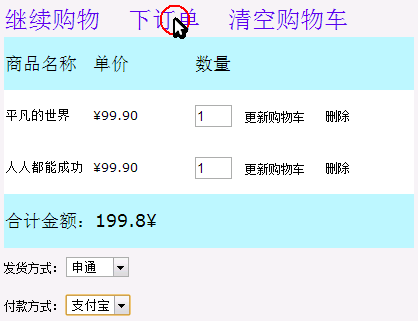 继续购物 下订单 清空购物车
商品名称 单价 数量
平凡的世界 ¥99.90 1 更新购物车 删除
人人都能成功 ¥99.90 1 更新购物车 删除
合计金额：199.8¥
发货方式： 申通
付款方式： 支付宝